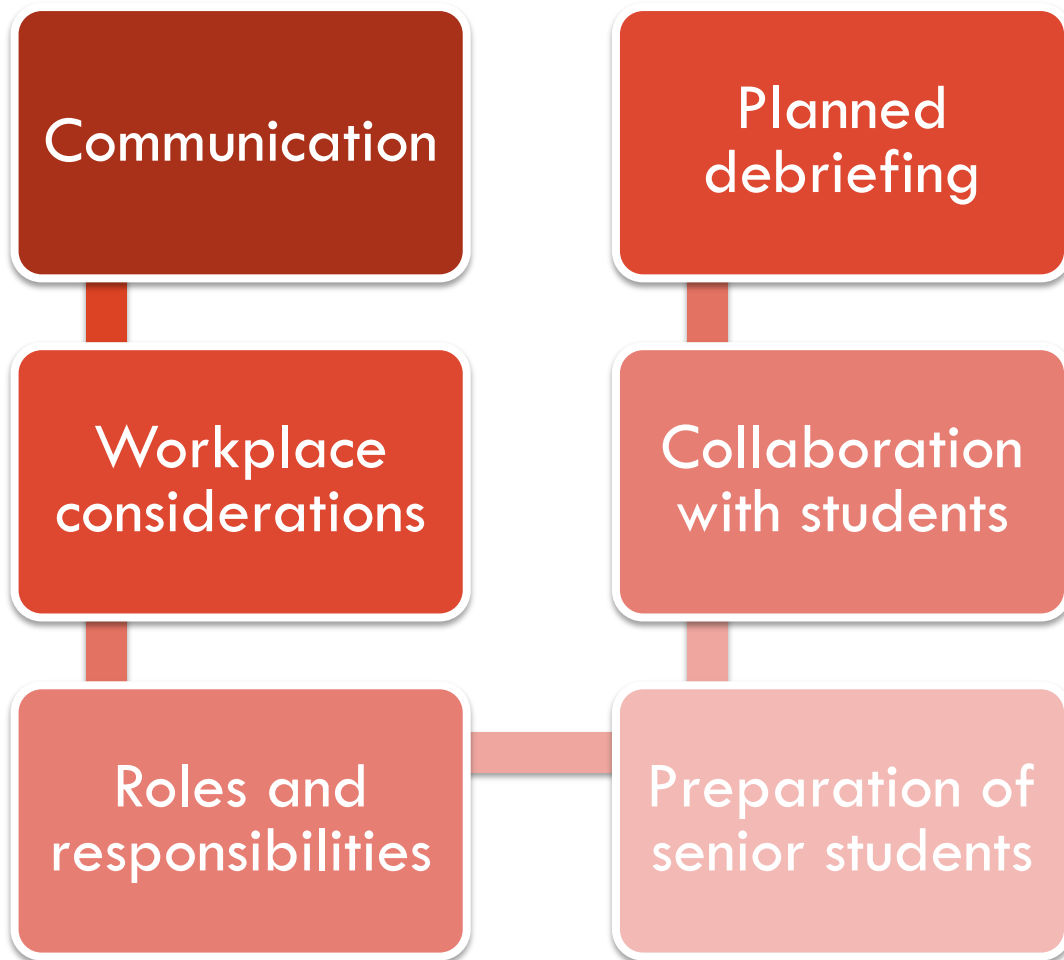 Communication
Workplace
considerations
Roles and
responsibilities
Preparation of
senior students
Collaboration
with students
Planned
debriefing